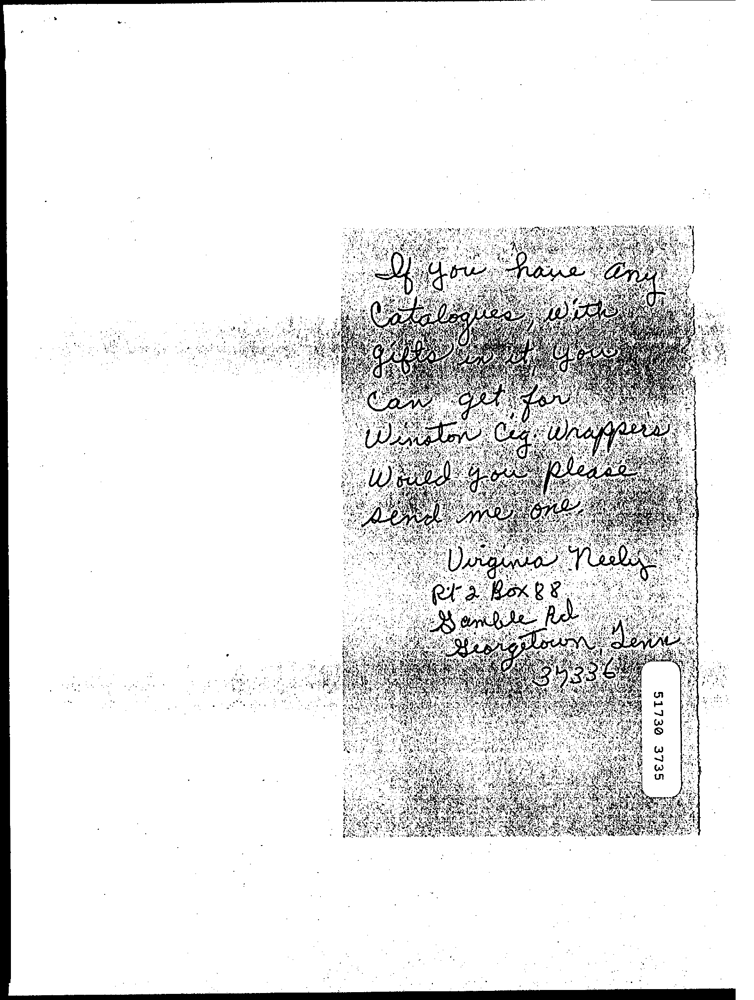 If you have any
Catalogues, with
gifts in it, you
can get for
Winston Cig. Wrappers
Would you please
send me one.
Virginia Neely
Rt 2 Box 88
Gamble Rd
Georgetown Tenn
37336
51730 3735